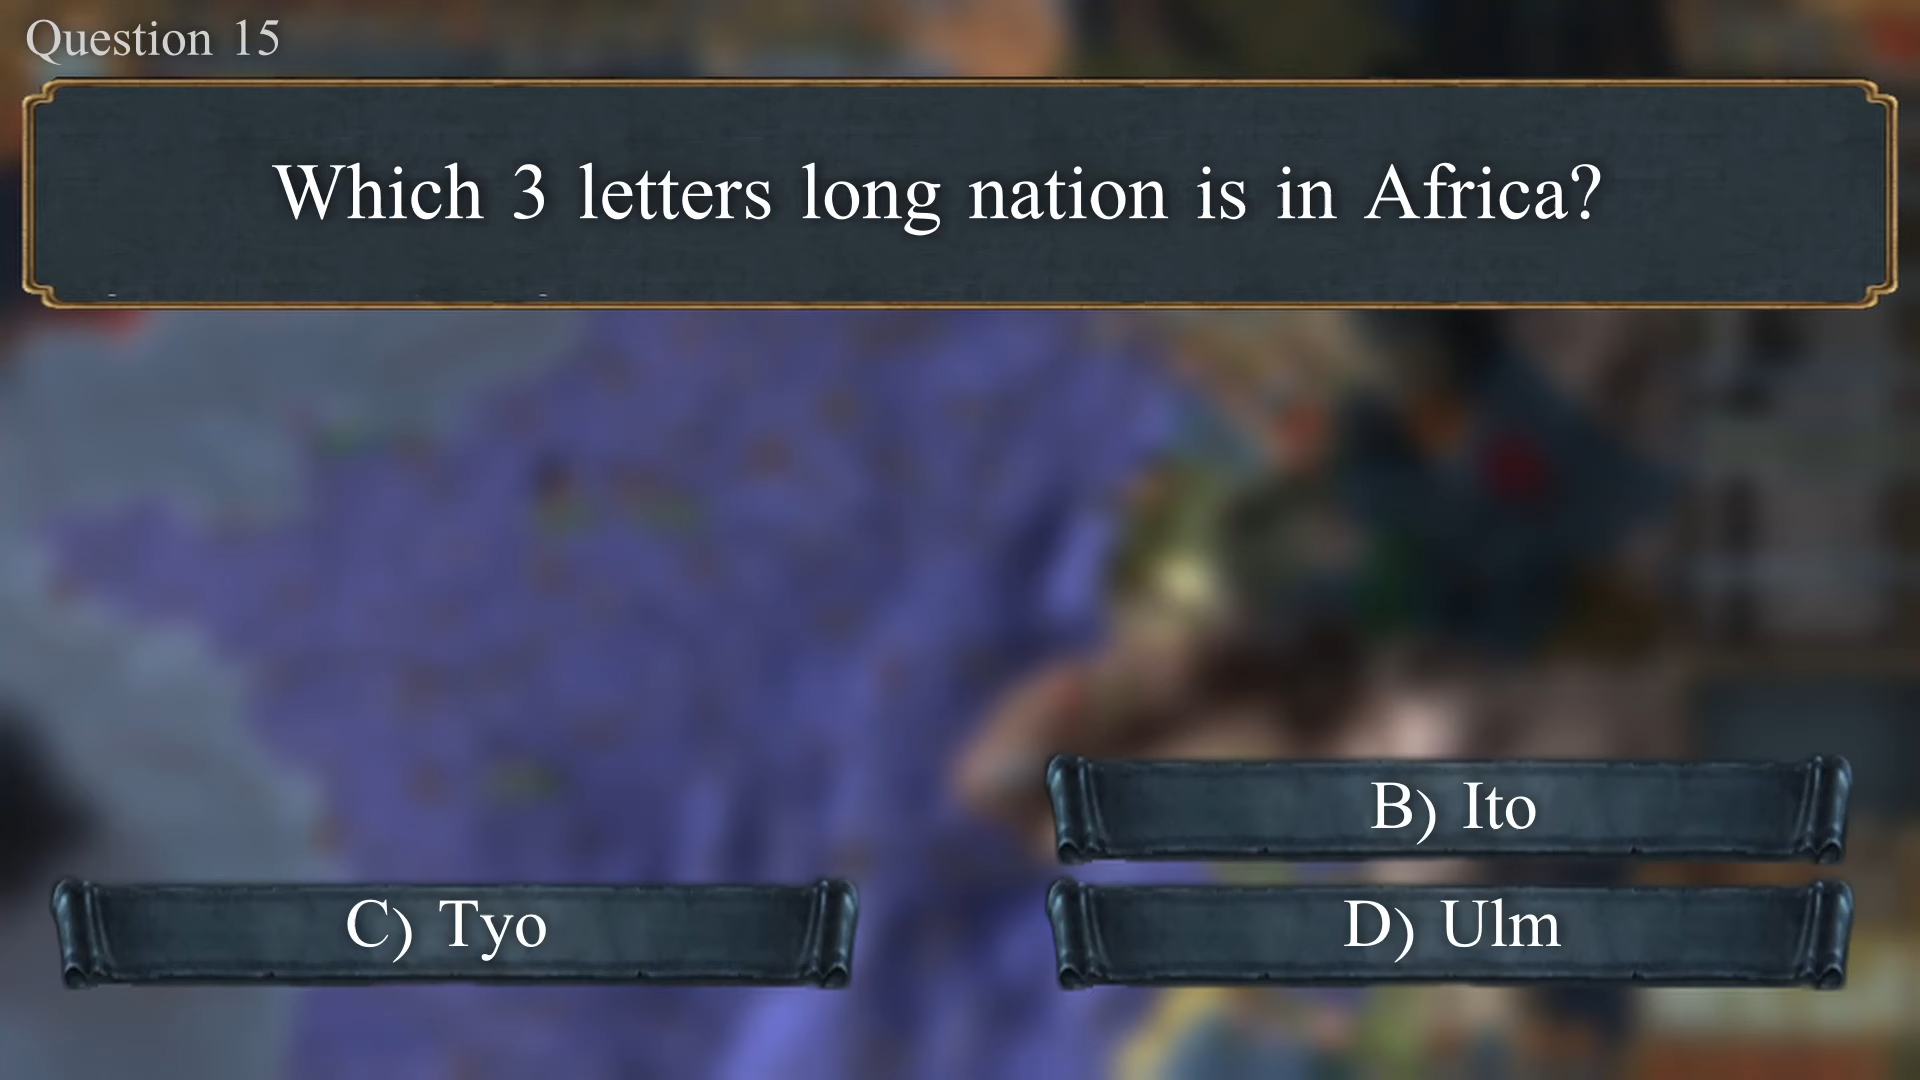 Question 15
Which 3 letters long nation is in Africa?
B) Ito
C) Tyo
D) Ulm